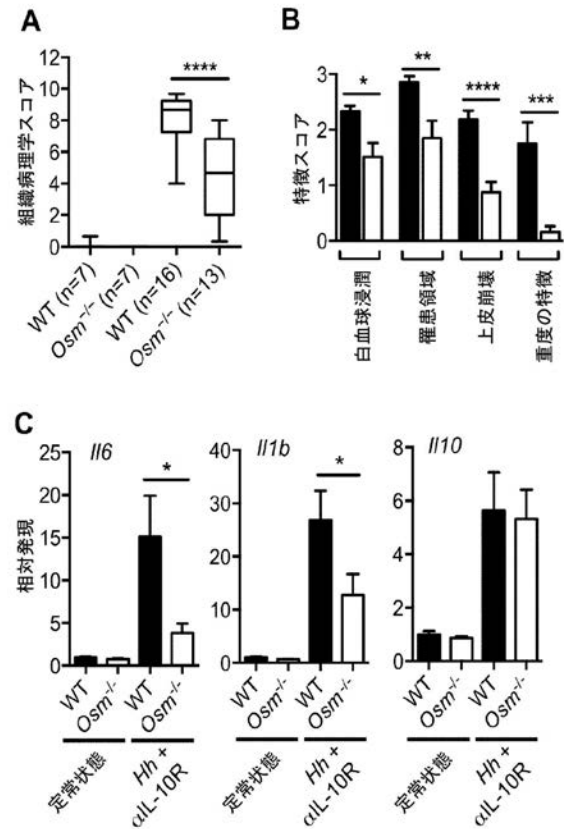 A
組織病理学スコア
12
10
8
6
4
2
0
****
WT (n=7)
Osm⁻/⁻ (n=7)
WT (n=16)
Osm⁻/⁻ (n=13)
B
特徴スコア
3
2
1
0
*
**
****
***
白血球浸潤
罹患領域
上皮崩壊
重度の特徴
C
相対発現
Il6
25
20
15
10
5
0
*
WT
Osm⁻/⁻
WT
Osm⁻/⁻
定常状態
Hh +
αIL-10R
Il1b
40
30
20
10
0
*
WT
Osm⁻/⁻
WT
Osm⁻/⁻
定常状態
Hh +
αIL-10R
Il10
8
6
4
2
0
WT
Osm⁻/⁻
WT
Osm⁻/⁻
定常状態
Hh +
αIL-10R